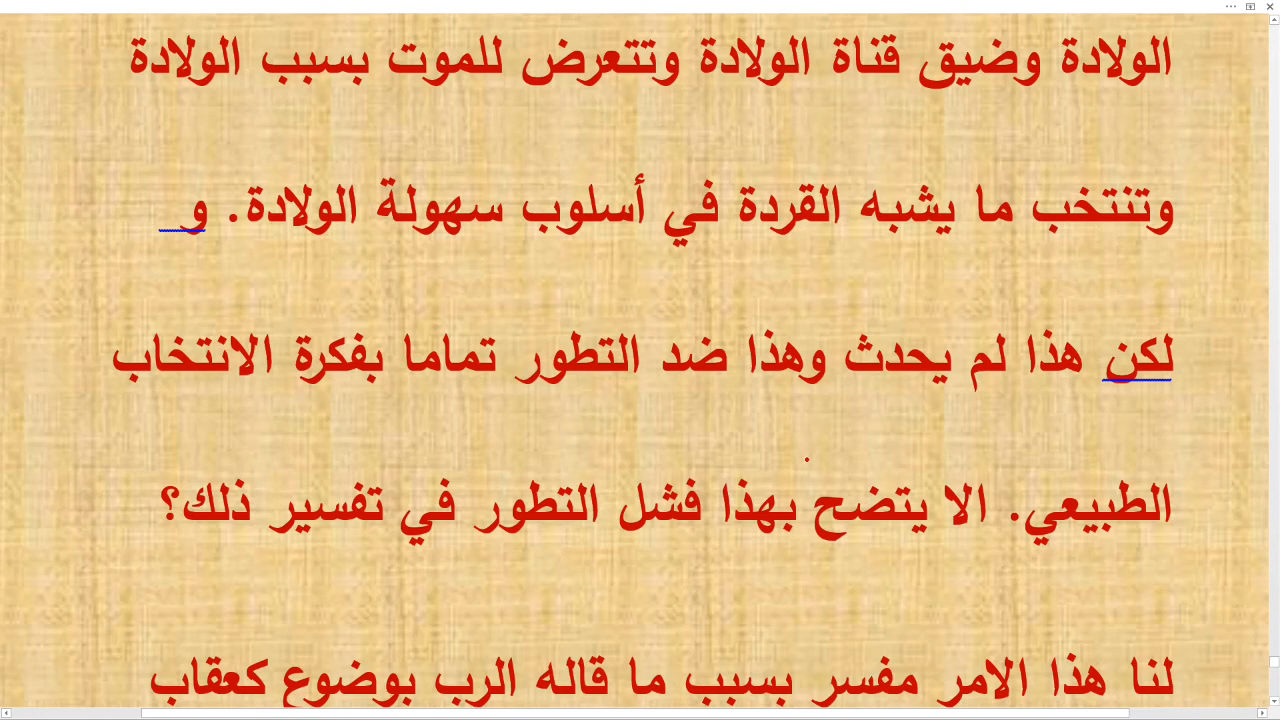 الولادة وضيق قناة الولادة وتتعرض للموت بسبب الولادة
وتنتخب ما يشبه القردة في أسلوب سهولة الولادة. و
لكن هذا لم يحدث وهذا ضد التطور تماما بفكرة الانتخاب
الطبيعي. الا يتضح بهذا فشل التطور في تفسير ذلك؟
لنا هذا الامر مفسر بسبب ما قاله الرب بوضوع كعقاب